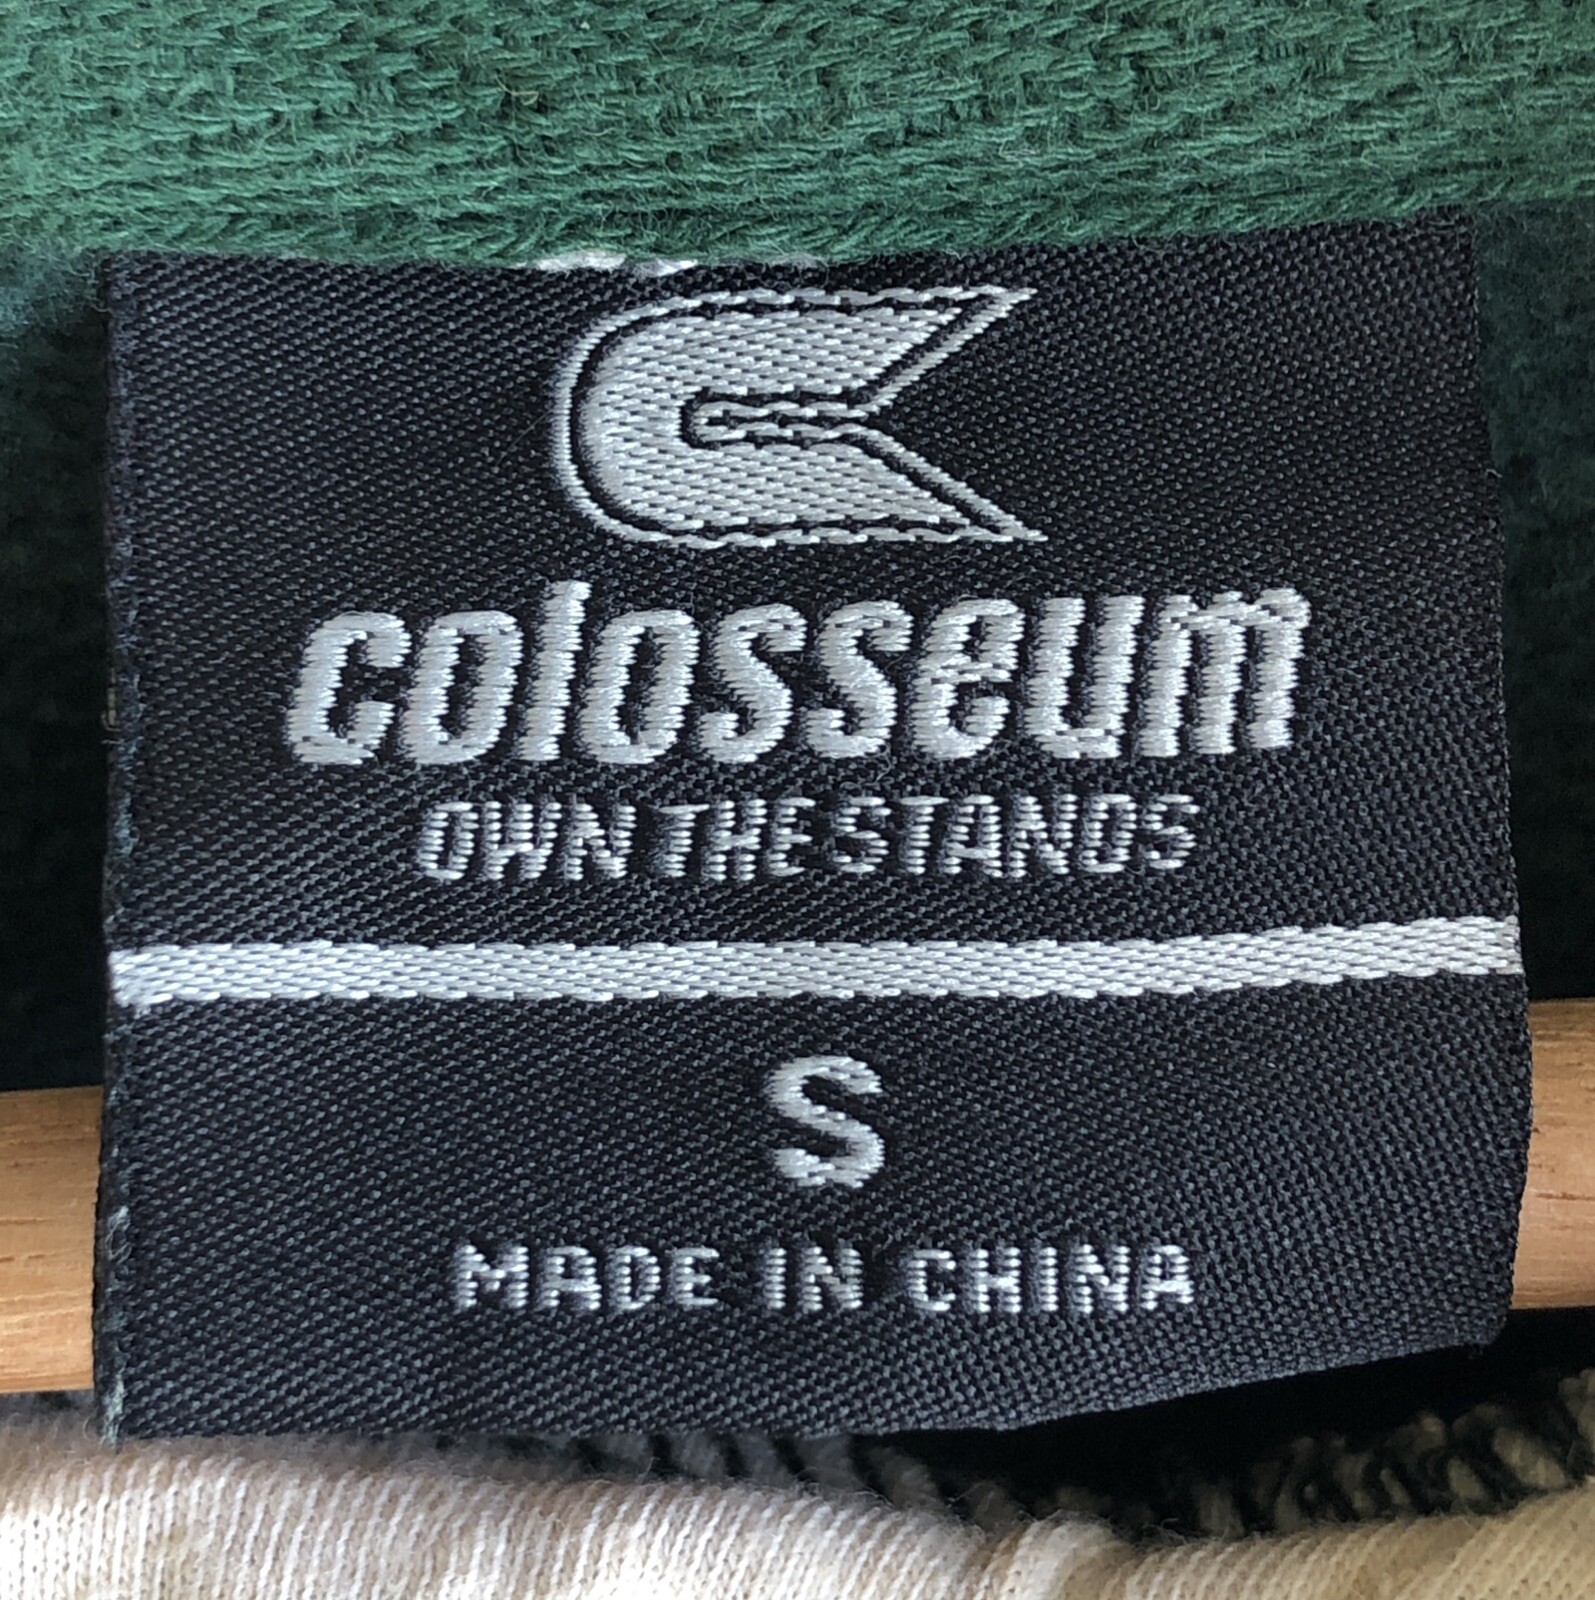 colosseum
OWN THE STANDS
S
MADE IN CHINA